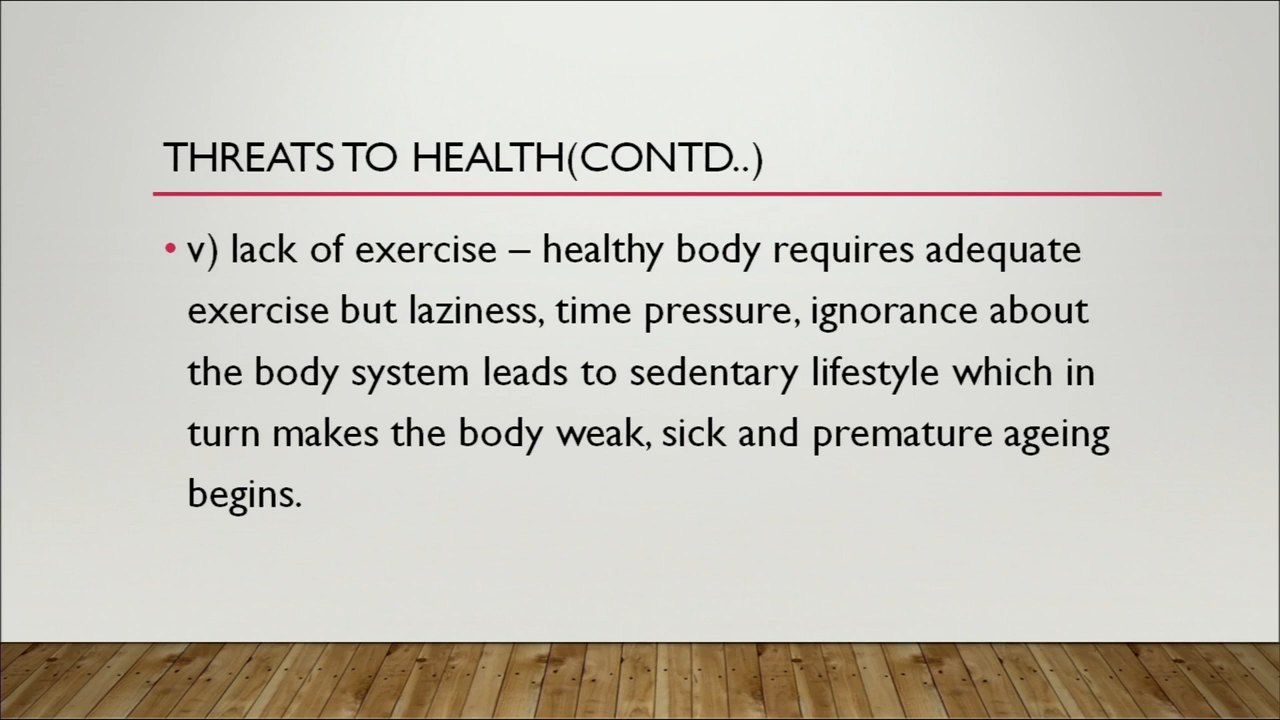 THREATS TO HEALTH(CONTD..)
• v) lack of exercise – healthy body requires adequate
exercise but laziness, time pressure, ignorance about
the body system leads to sedentary lifestyle which in
turn makes the body weak, sick and premature ageing
begins.